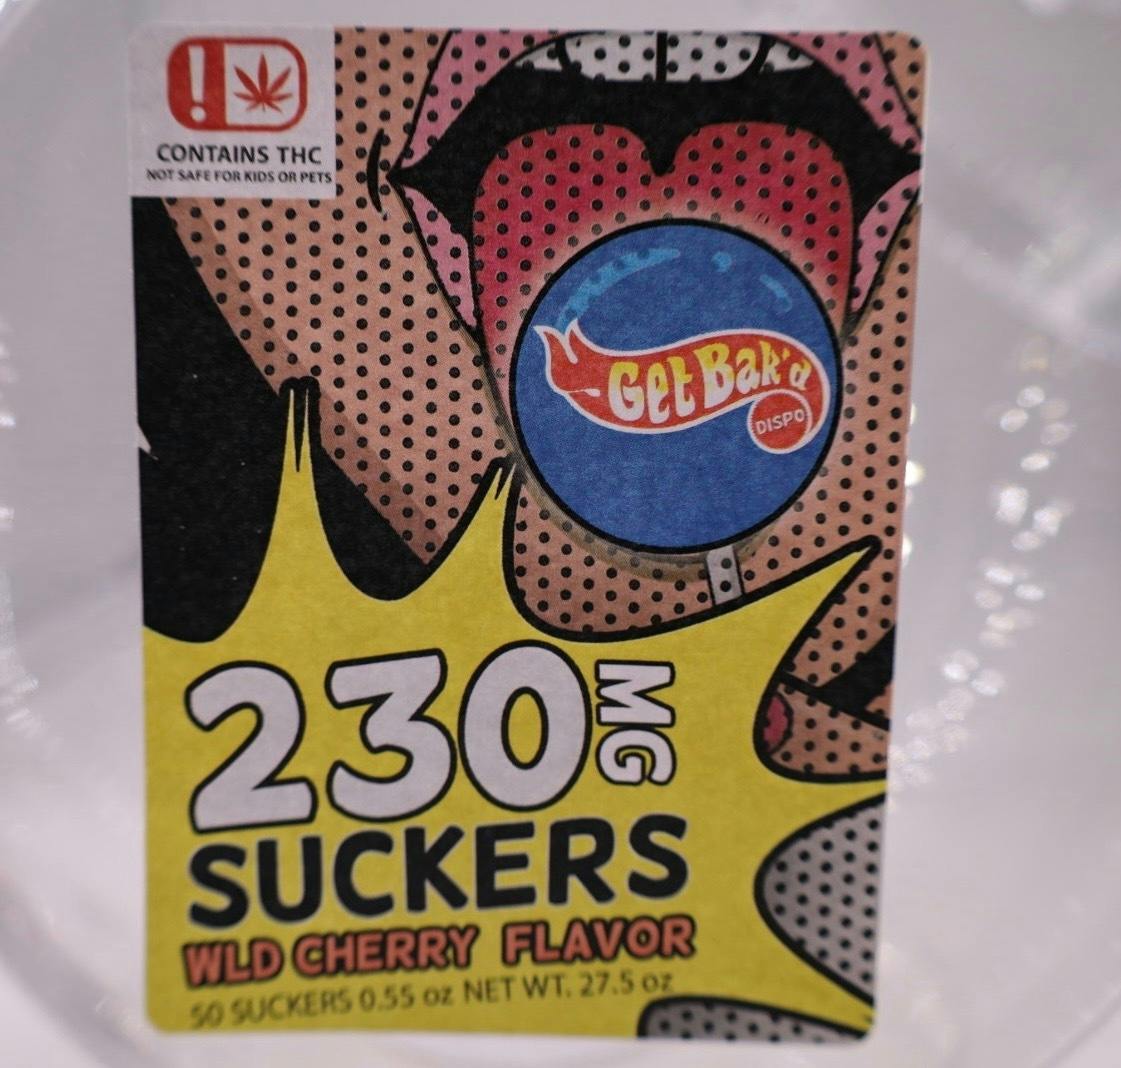 CONTAINS THC
NOT SAFE FOR KIDS OR PETS
Get Bak'd
DISPO
230 MG
SUCKERS
WLD CHERRY FLAVOR
50 SUCKERS 0.55 oz NET WT. 27.5 oz